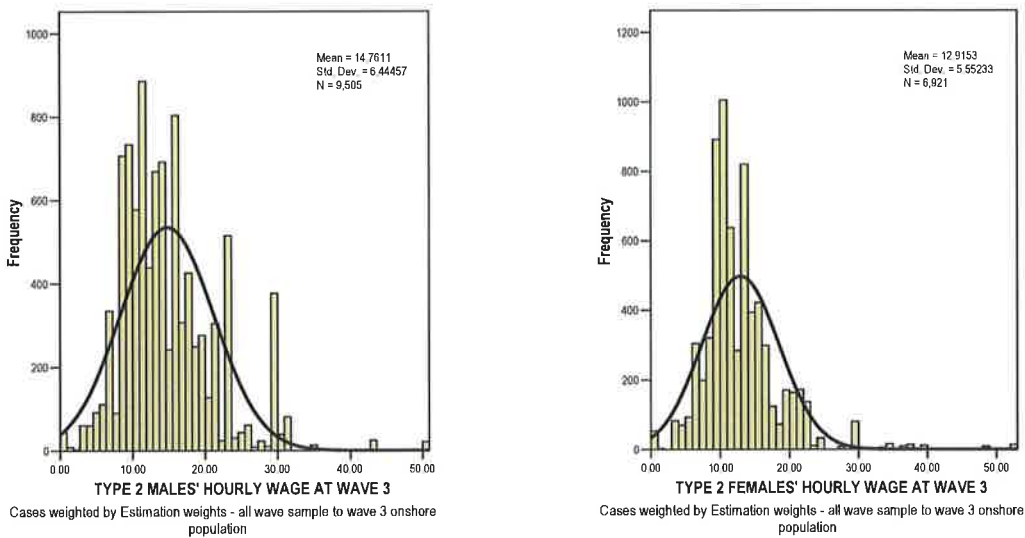 1000
800
600
400
200
0
Frequency
Mean = 14.7611
Std. Dev. = 6.44457
N = 9,505
0.00 10.00 20.00 30.00 40.00 50.00
TYPE 2 MALES' HOURLY WAGE AT WAVE 3
Cases weighted by Estimation weights - all wave sample to wave 3 onshore
population
1200
1000
800
600
400
200
0
Frequency
Mean = 12.9153
Std. Dev. = 5.55233
N = 6,921
0.00 10.00 20.00 30.00 40.00 50.00
TYPE 2 FEMALES' HOURLY WAGE AT WAVE 3
Cases weighted by Estimation weights - all wave sample to wave 3 onshore
population